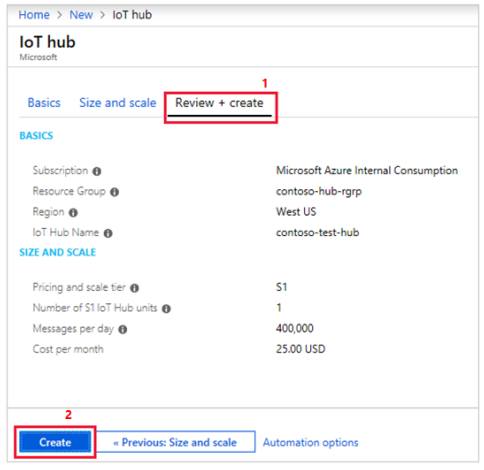 Home > New > IoT hub
IoT hub
Microsoft
1
Basics Size and scale Review + create
BASICS
Subscription Microsoft Azure Internal Consumption
Resource Group contoso-hub-rgrp
Region West US
IoT Hub Name contoso-test-hub
SIZE AND SCALE
Pricing and scale tier S1
Number of S1 IoT Hub units 1
Messages per day 400,000
Cost per month 25.00 USD
2
Create « Previous: Size and scale Automation options